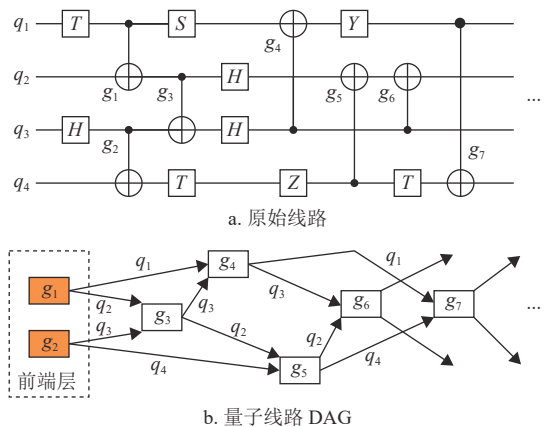 q₁ T S g₄ Y
q₂ g₁ g₃ H g₅ g₆
q₃ H g₂ H g₇ ...
q₄ T Z T
a. 原始线路
g₁ q₁ g₄ q₁
q₂ g₃ q₃ q₃ g₆ g₇ ...
g₂ q₃ q₂ q₂
前端层 q₄ g₅ q₄
b. 量子线路 DAG